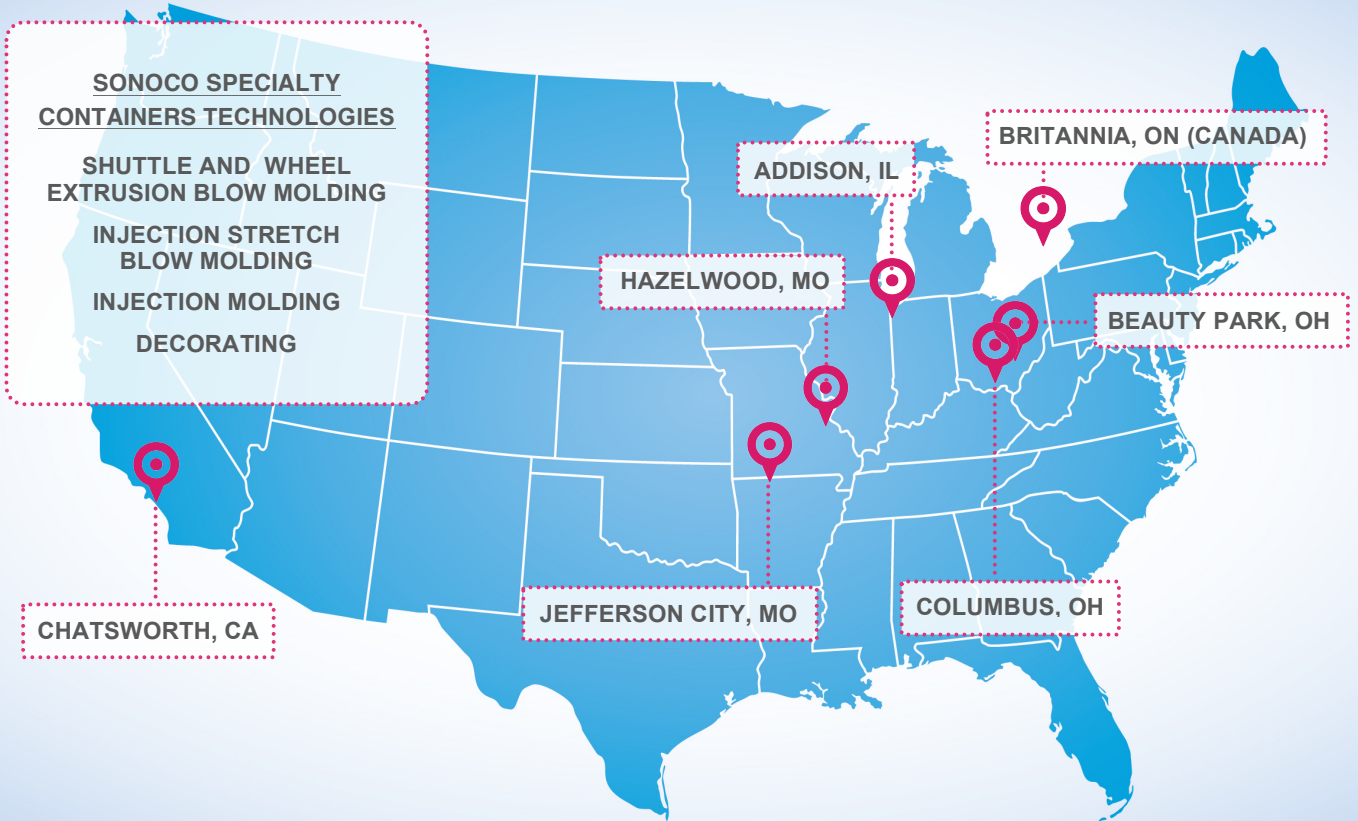 SONOCO SPECIALTY
CONTAINERS TECHNOLOGIES
SHUTTLE AND WHEEL
EXTRUSION BLOW MOLDING
INJECTION STRETCH
BLOW MOLDING
INJECTION MOLDING
DECORATING
BRITANNIA, ON (CANADA)
ADDISON, IL
HAZELWOOD, MO
BEAUTY PARK, OH
JEFFERSON CITY, MO
COLUMBUS, OH
CHATSWORTH, CA